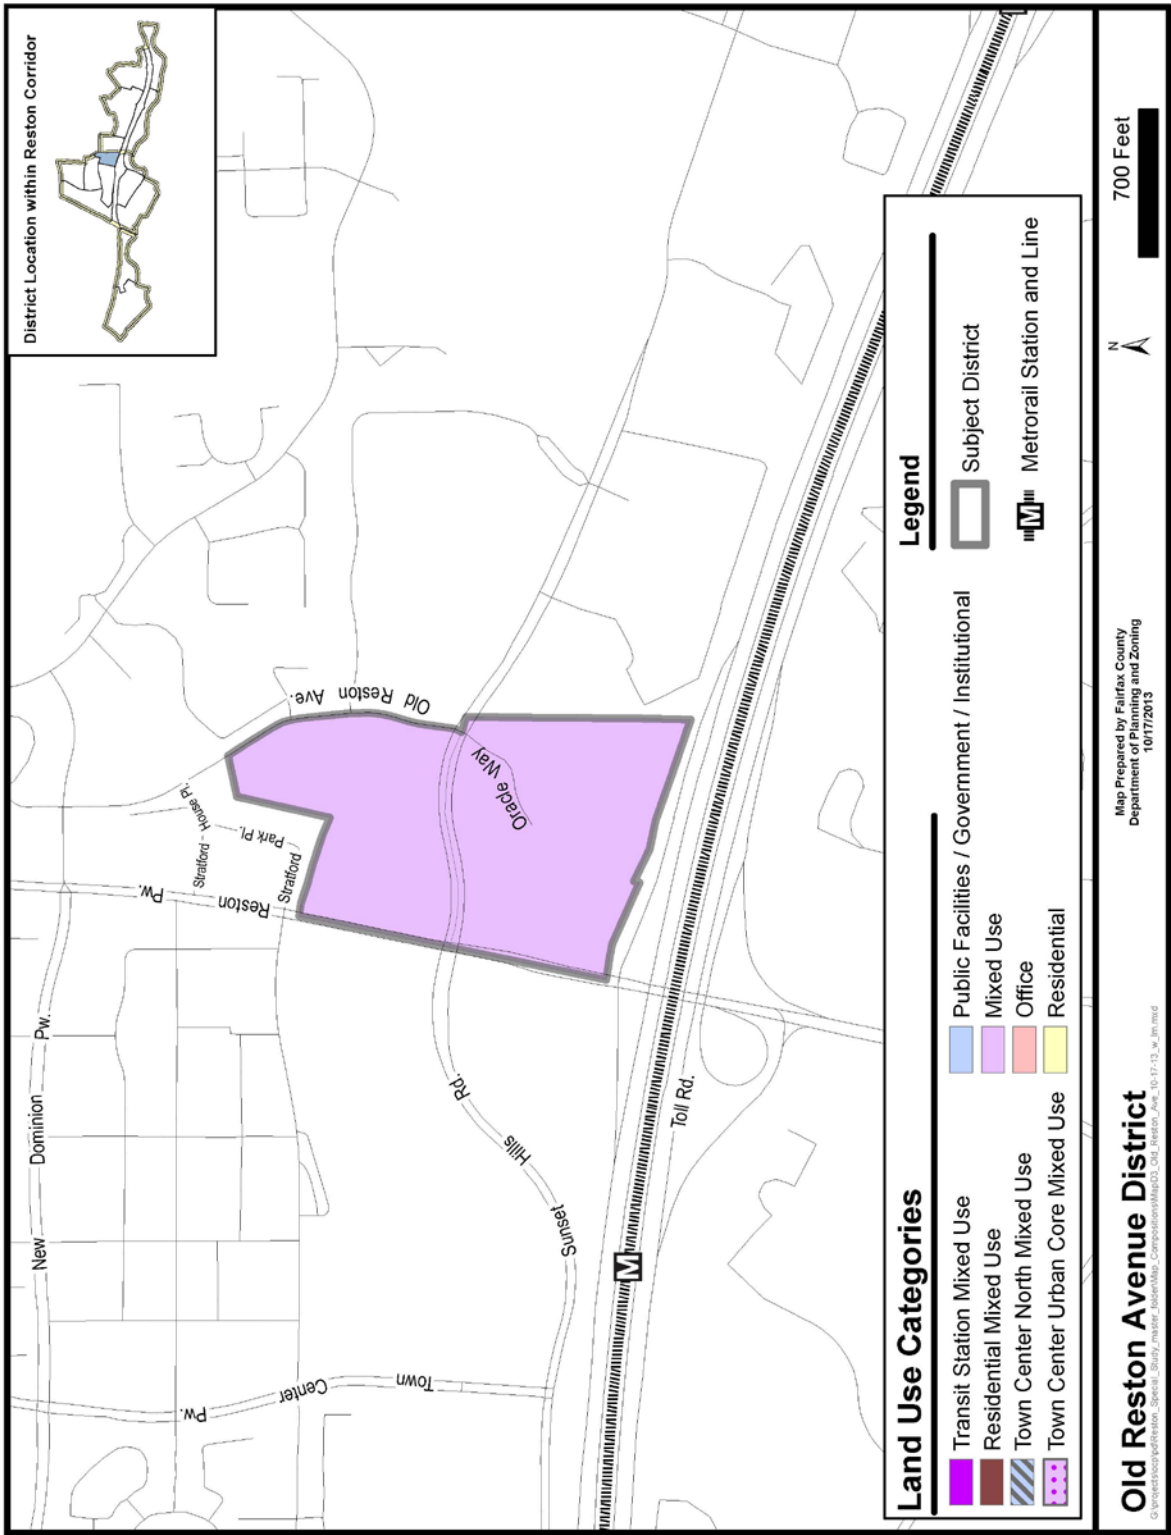 District Location within Reston Corridor
New Dominion Pw.
Reston Pw.
Stratford - House Pl.
Park Pl.
Stratford
Old Reston Ave.
Oracle Way
Sunset Hills Rd.
Town Center Pw.
Toll Rd.
M
Land Use Categories
Transit Station Mixed Use
Residential Mixed Use
Town Center North Mixed Use
Town Center Urban Core Mixed Use
Public Facilities / Government / Institutional
Mixed Use
Office
Residential
Legend
Subject District
M
Metrorail Station and Line
Old Reston Avenue District
Map Prepared by Fairfax County
Department of Planning and Zoning
10/17/2013
N
700 Feet